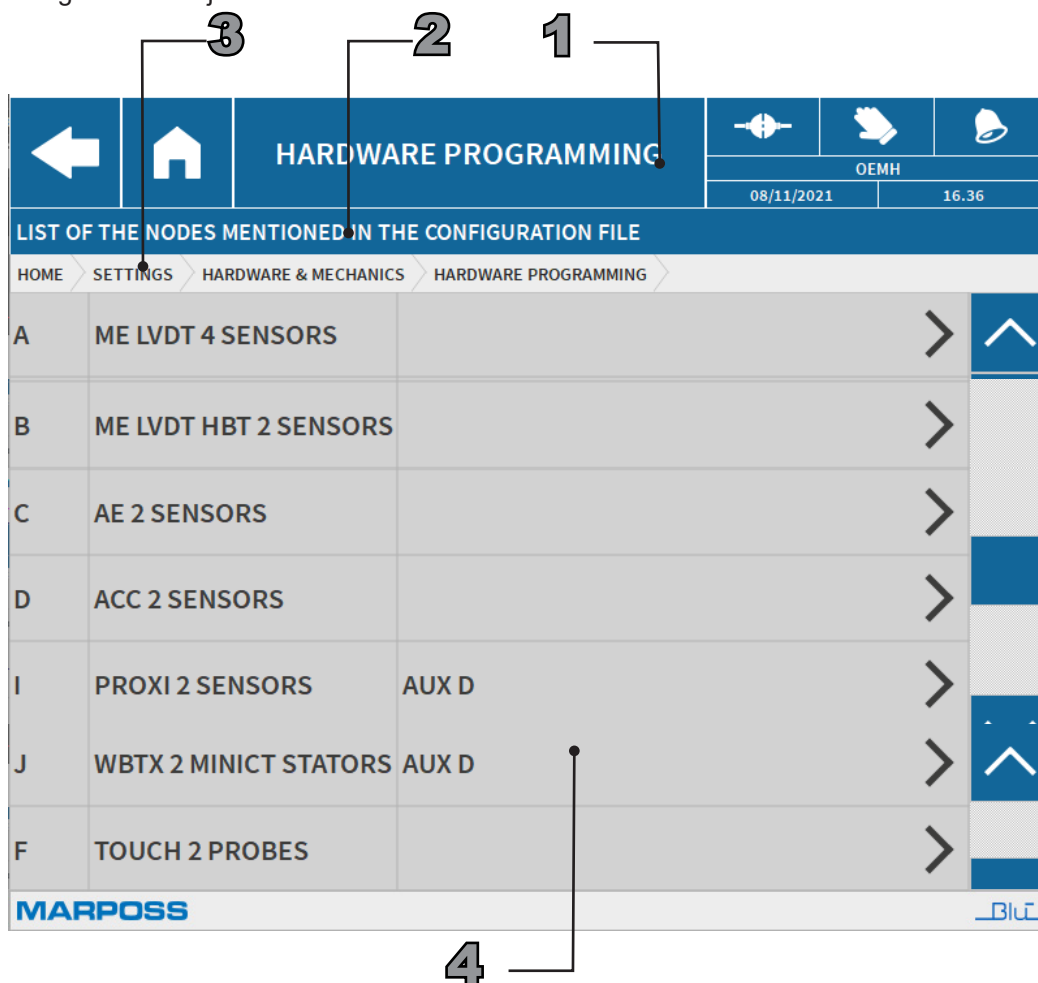 3 2 1
HARDWARE PROGRAMMING
OEMH
08/11/2021 16.36
LIST OF THE NODES MENTIONED IN THE CONFIGURATION FILE
HOME SETTINGS HARDWARE & MECHANICS HARDWARE PROGRAMMING
A ME LVDT 4 SENSORS
B ME LVDT HBT 2 SENSORS
C AE 2 SENSORS
D ACC 2 SENSORS
I PROXI 2 SENSORS AUX D
J WBTX 2 MINICT STATORS AUX D
F TOUCH 2 PROBES
MARPOSS Blū
4